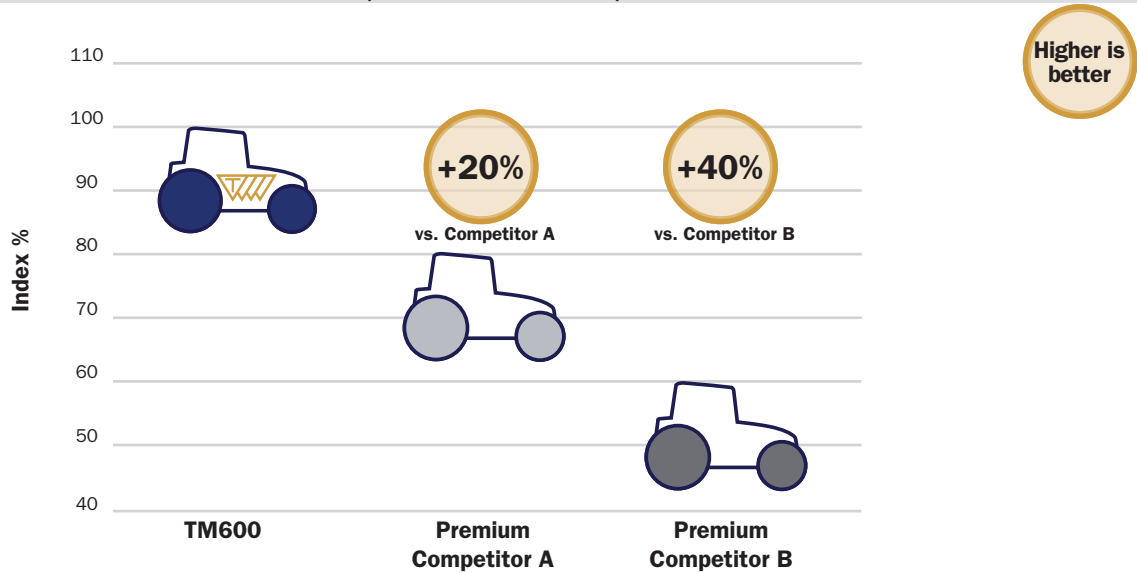 Higher is
better
110
100
90
80
70
60
50
40
Index %
+20%
vs. Competitor A
+40%
vs. Competitor B
TM600
Premium
Competitor A
Premium
Competitor B